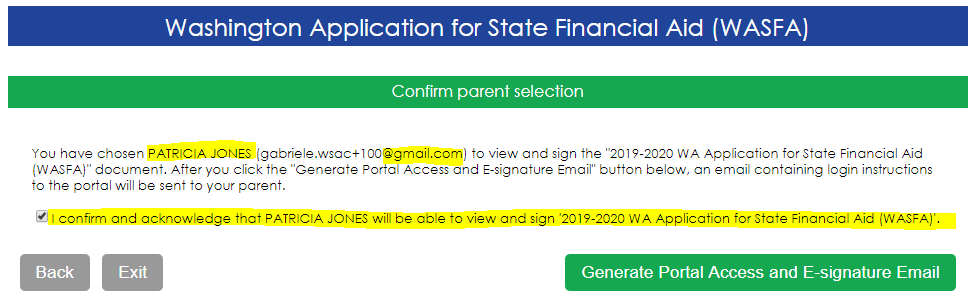 Washington Application for State Financial Aid (WASFA)
Confirm parent selection
You have chosen PATRICIA JONES (gabriele.wsac+100@gmail.com) to view and sign the "2019-2020 WA Application for State Financial Aid
(WASFA)" document. After you click the "Generate Portal Access and E-signature Email" button below, an email containing login instructions
to the portal will be sent to your parent.
I confirm and acknowledge that PATRICIA JONES will be able to view and sign '2019-2020 WA Application for State Financial Aid (WASFA)'.
Back Exit Generate Portal Access and E-signature Email